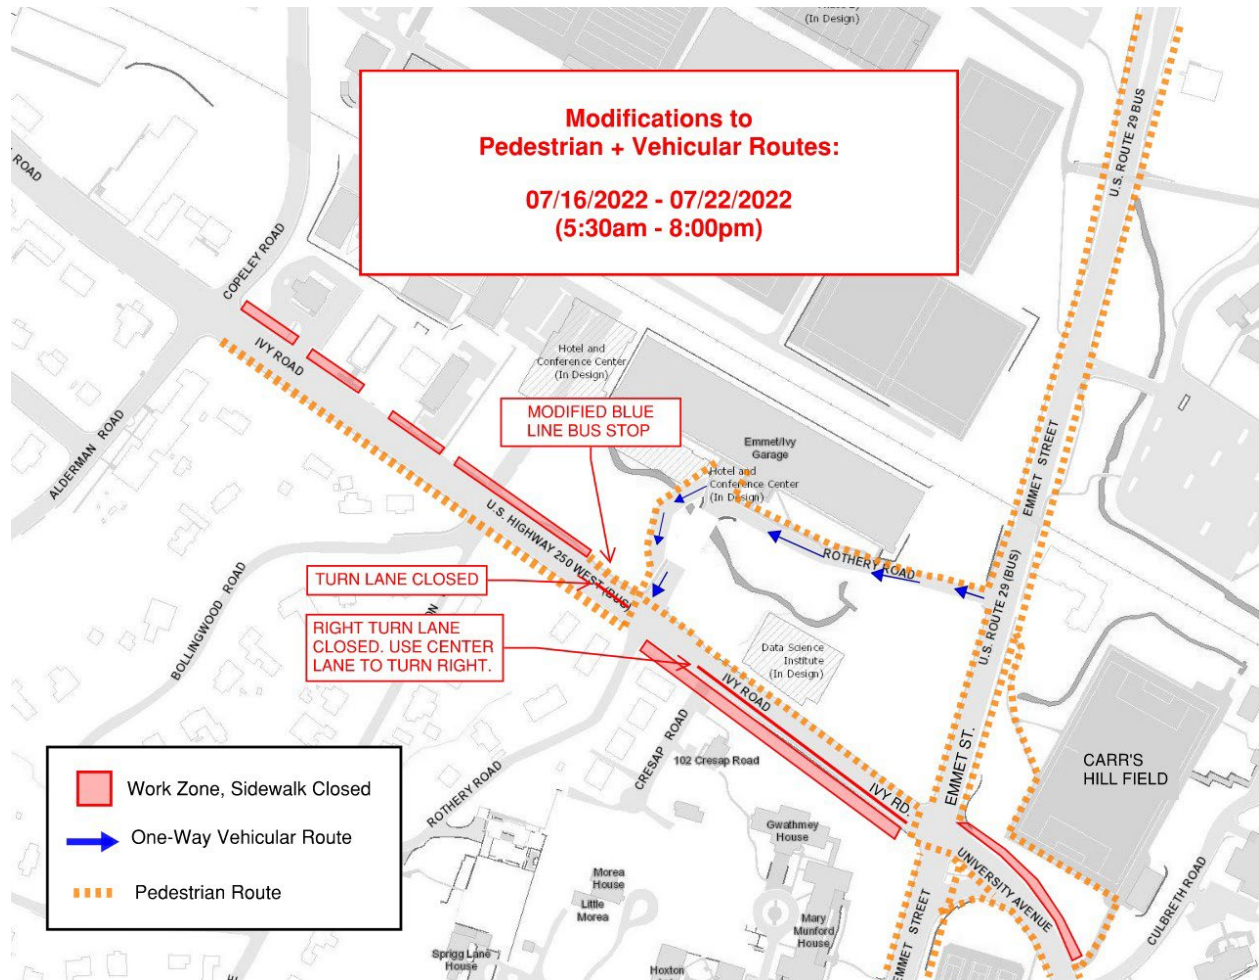 (In Design)
Modifications to
Pedestrian + Vehicular Routes:
07/16/2022 - 07/22/2022
(5:30am - 8:00pm)
U.S. ROUTE 29 BUS
ROAD
COPELEY ROAD
IVY ROAD
ALDERMAN ROAD
Hotel and
Conference Center
(In Design)
MODIFIED BLUE
LINE BUS STOP
Emmet/Ivy
Garage
Hotel and
Conference Center
(In Design)
EMMET STREET
U.S. HIGHWAY 250 WEST (BUS)
ROTHERY ROAD
U.S. ROUTE 29 (BUS)
TURN LANE CLOSED
BOLLINGWOOD ROAD
RIGHT TURN LANE
CLOSED. USE CENTER
LANE TO TURN RIGHT.
Data Science
Institute
(In Design)
IVY ROAD
CRESAP ROAD
102 Cresap Road
IVY RD.
EMMET ST.
CARR'S
HILL FIELD
ROTHERY ROAD
Gwathmey
House
UNIVERSITY AVENUE
CULBRETH ROAD
Morea
House
Little
Morea
Mary
Munford
House
EMMET STREET
Sprigg Lane
House
Hoxton
Work Zone, Sidewalk Closed
One-Way Vehicular Route
Pedestrian Route